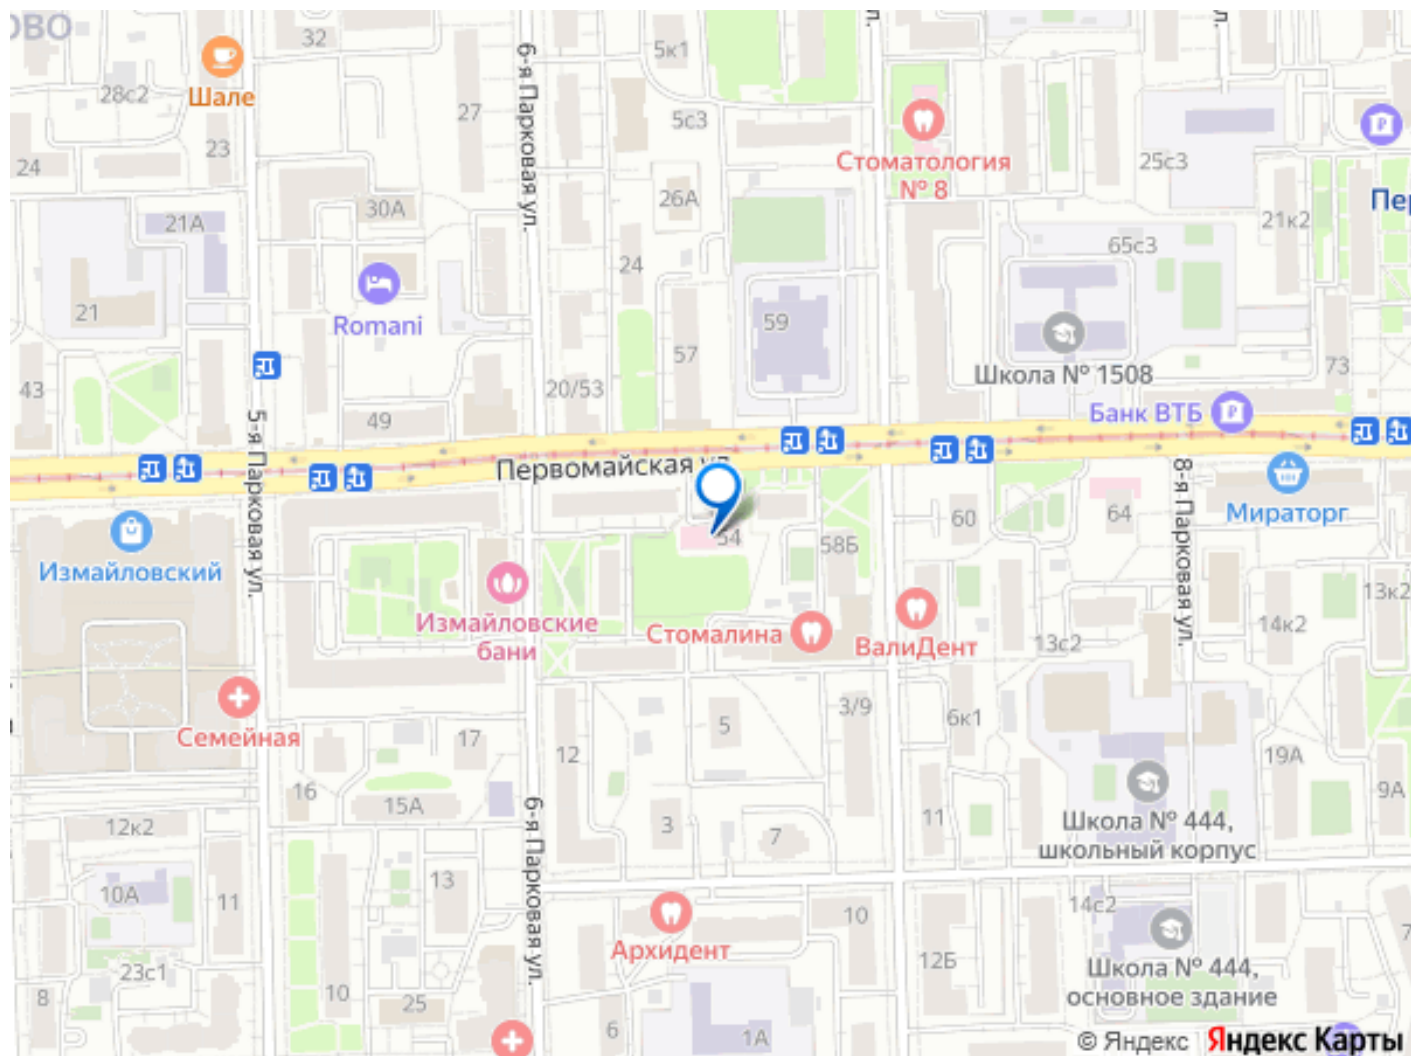 ОВО
32
5к1
Шале
28с2
27
5с3
6-я Парковая ул.
ул.
ул.
23
24
Стоматология
№ 8
25с3
26А
30А
21А
Пер
21к2
65с3
24
21
Romani
59
57
Школа № 1508
73
43
20/53
49
Банк ВТБ
5-я Парковая ул.
Первомайская ул.
8-я Парковая ул.
Мираторг
60
64
54
58Б
Измайловский
Измайловские
бани
Стомалина
ВалиДент
13к2
14к2
13с2
Семейная
17
5
3/9
6к1
12
19А
9А
16
15А
6-я Парковая ул.
12к2
3
7
11
Школа № 444,
школьный корпус
10А
11
13
14с2
10
Архидент
12Б
Школа № 444,
основное здание
23с1
8
10
25
6
1А
7
© Яндекс Яндекс Карты